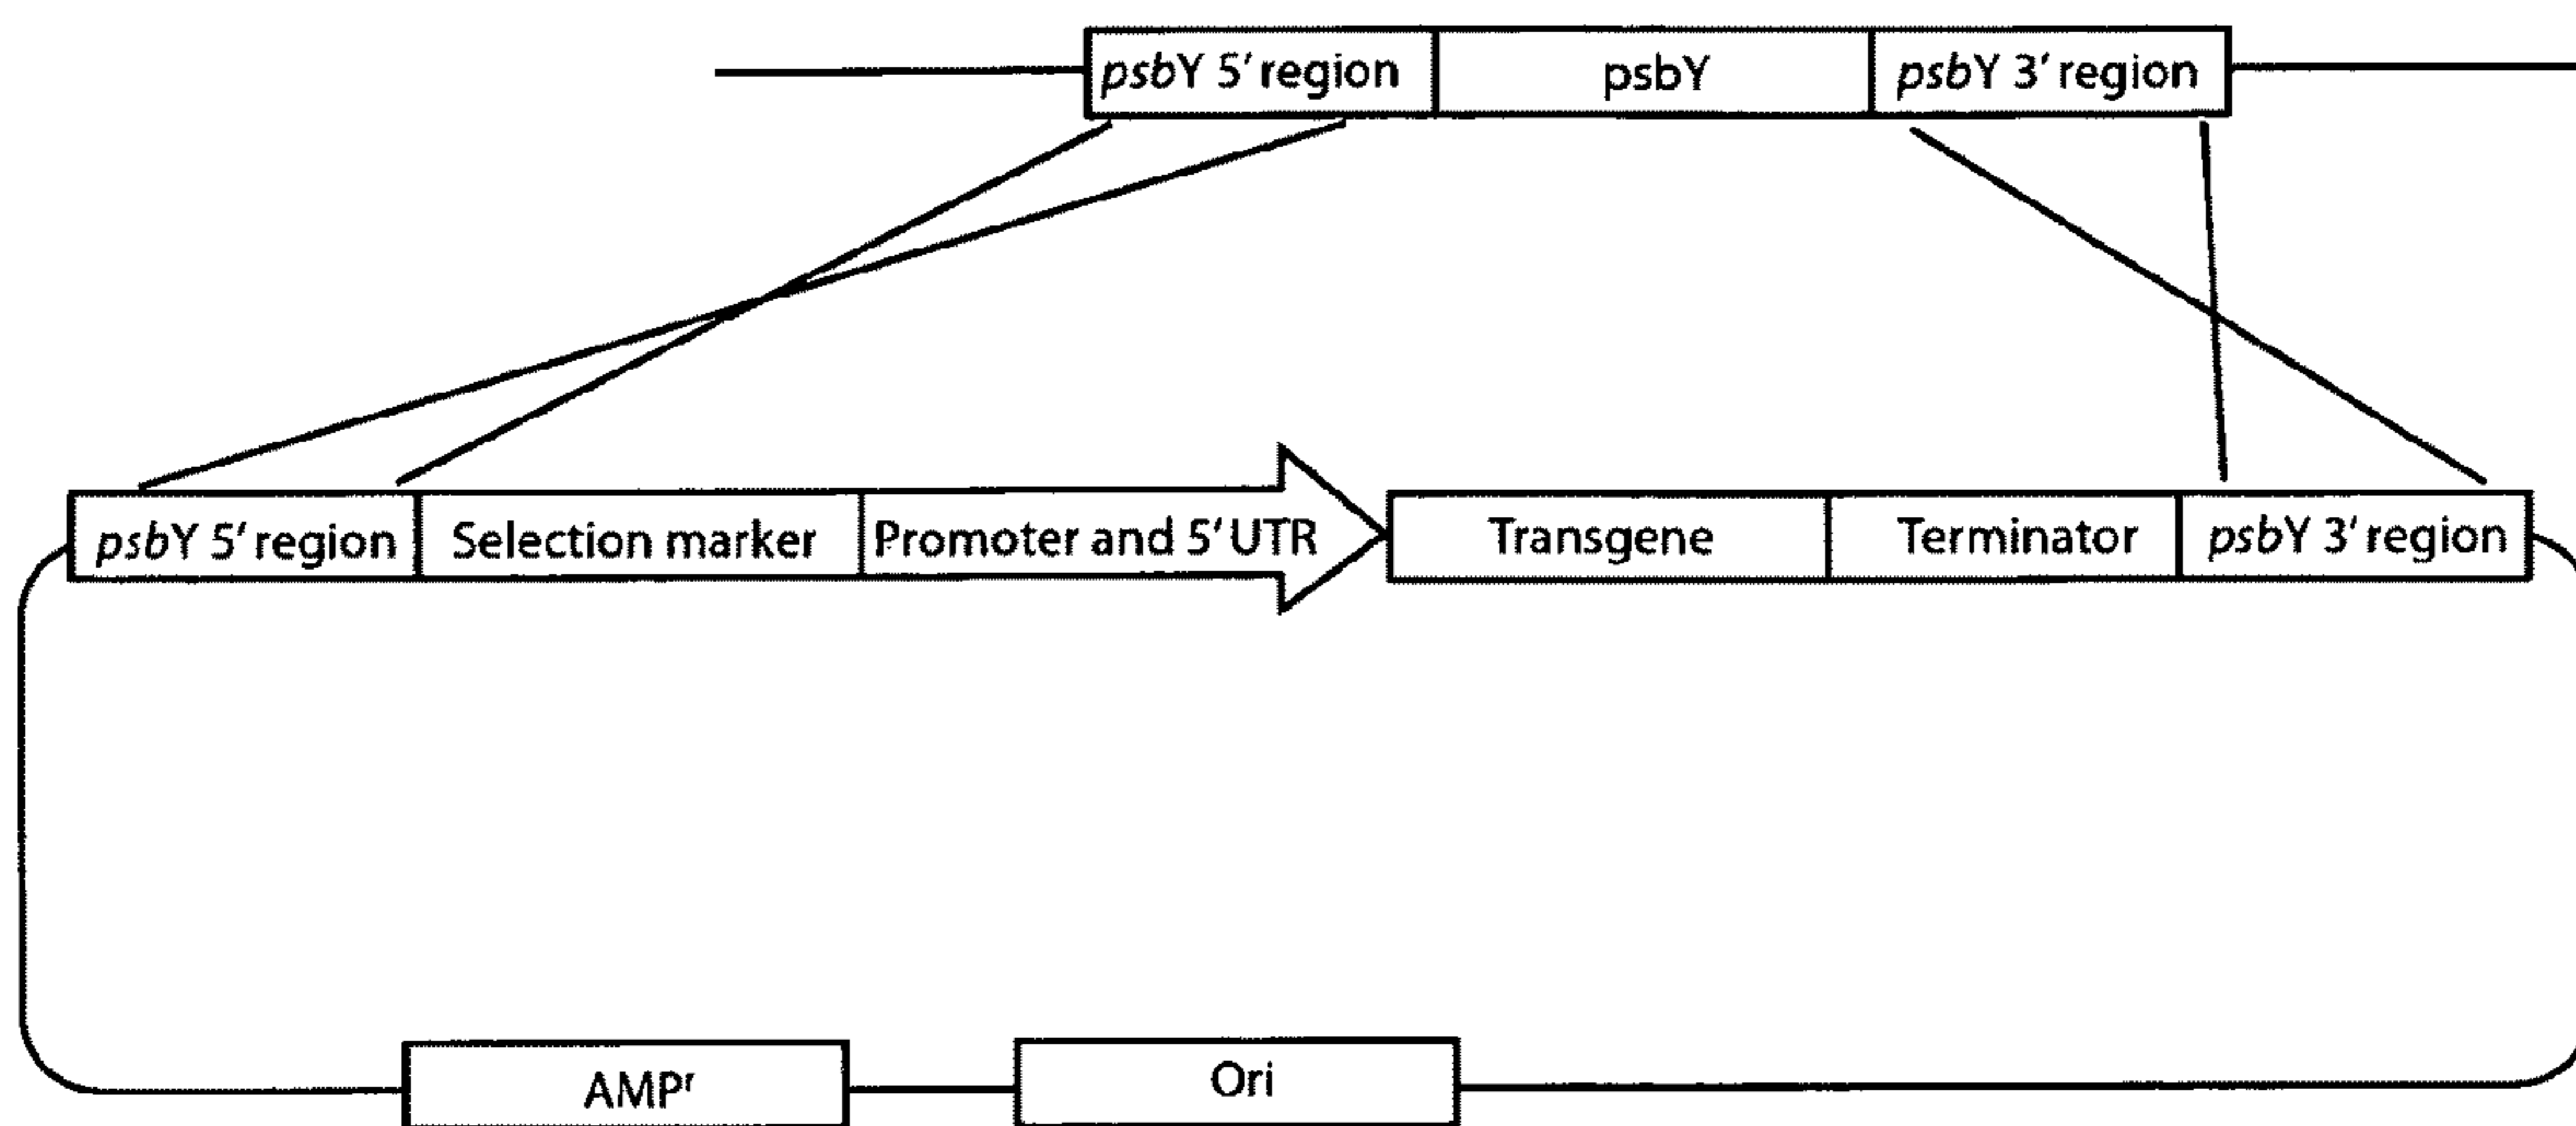 psbY 5' region psbY psbY 3' region
psbY 5' region Selection marker Promoter and 5' UTR Transgene Terminator psbY 3' region
AMPʳ Ori